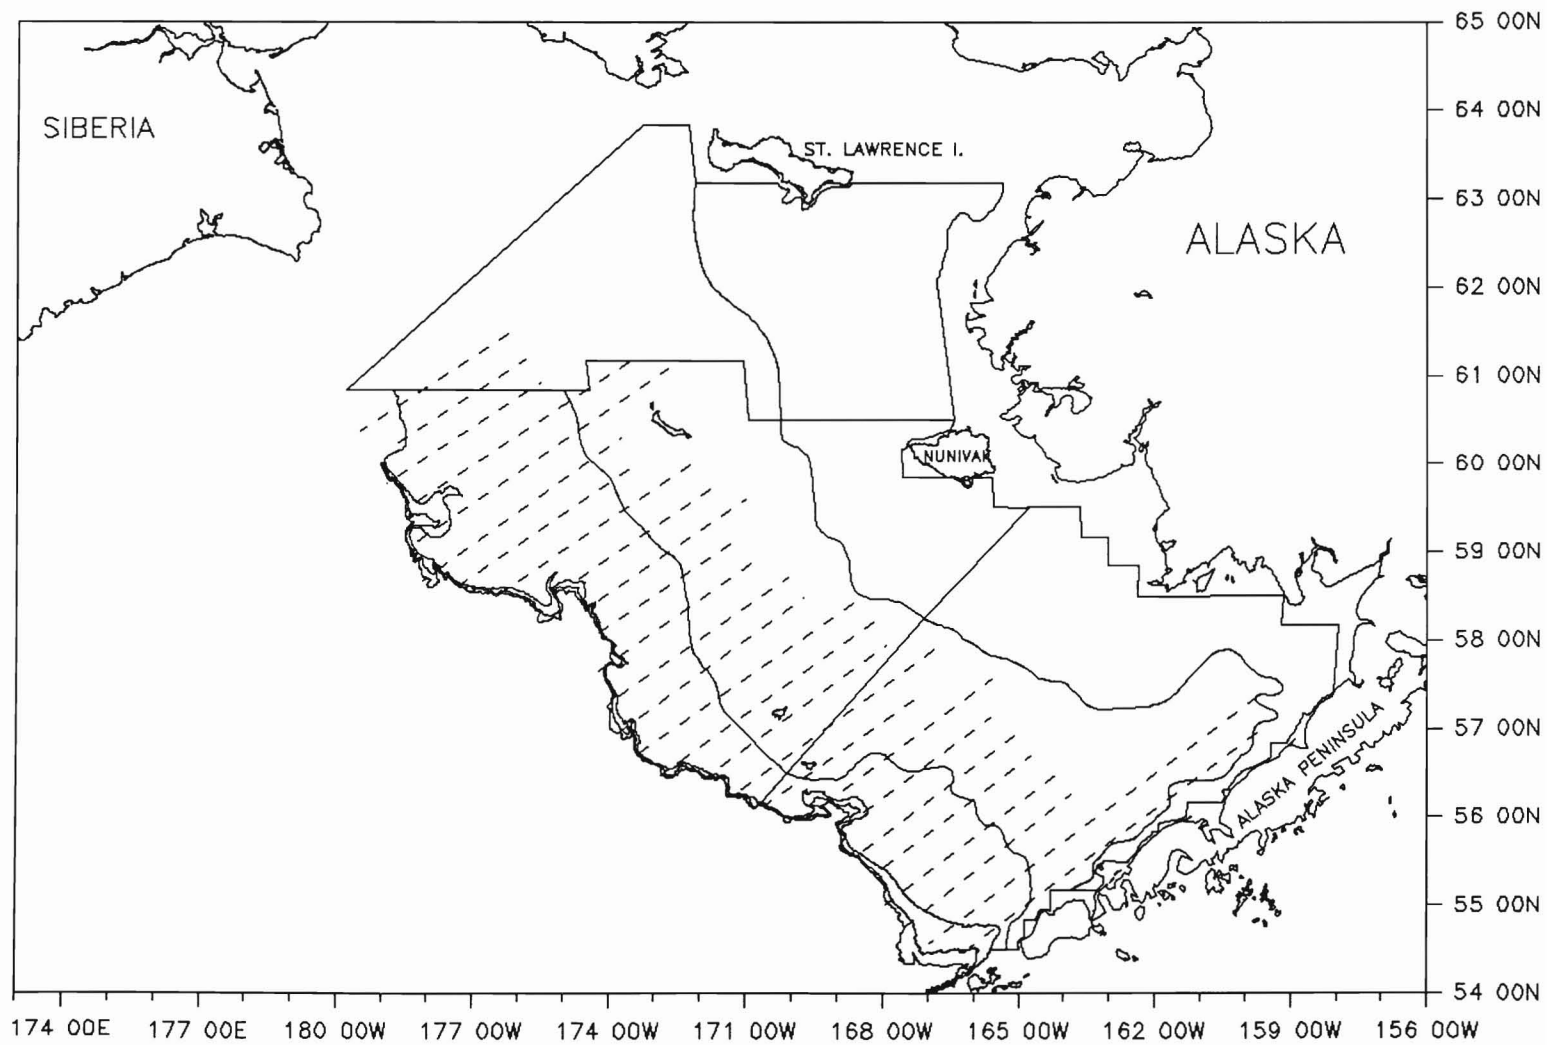 65 00N
64 00N
SIBERIA
ST. LAWRENCE I.
63 00N
ALASKA
62 00N
61 00N
NUNIVAK
60 00N
59 00N
58 00N
57 00N
ALASKA PENINSULA
56 00N
55 00N
54 00N
174 00E 177 00E 180 00W 177 00W 174 00W 171 00W 168 00W 165 00W 162 00W 159 00W 156 00W